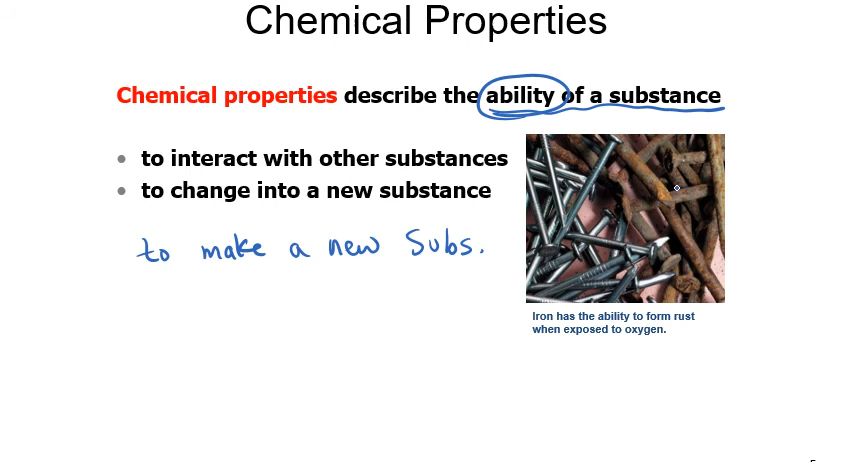 Chemical Properties
Chemical properties describe the ability of a substance
• to interact with other substances
• to change into a new substance
to make a new Subs.
Iron has the ability to form rust
when exposed to oxygen.